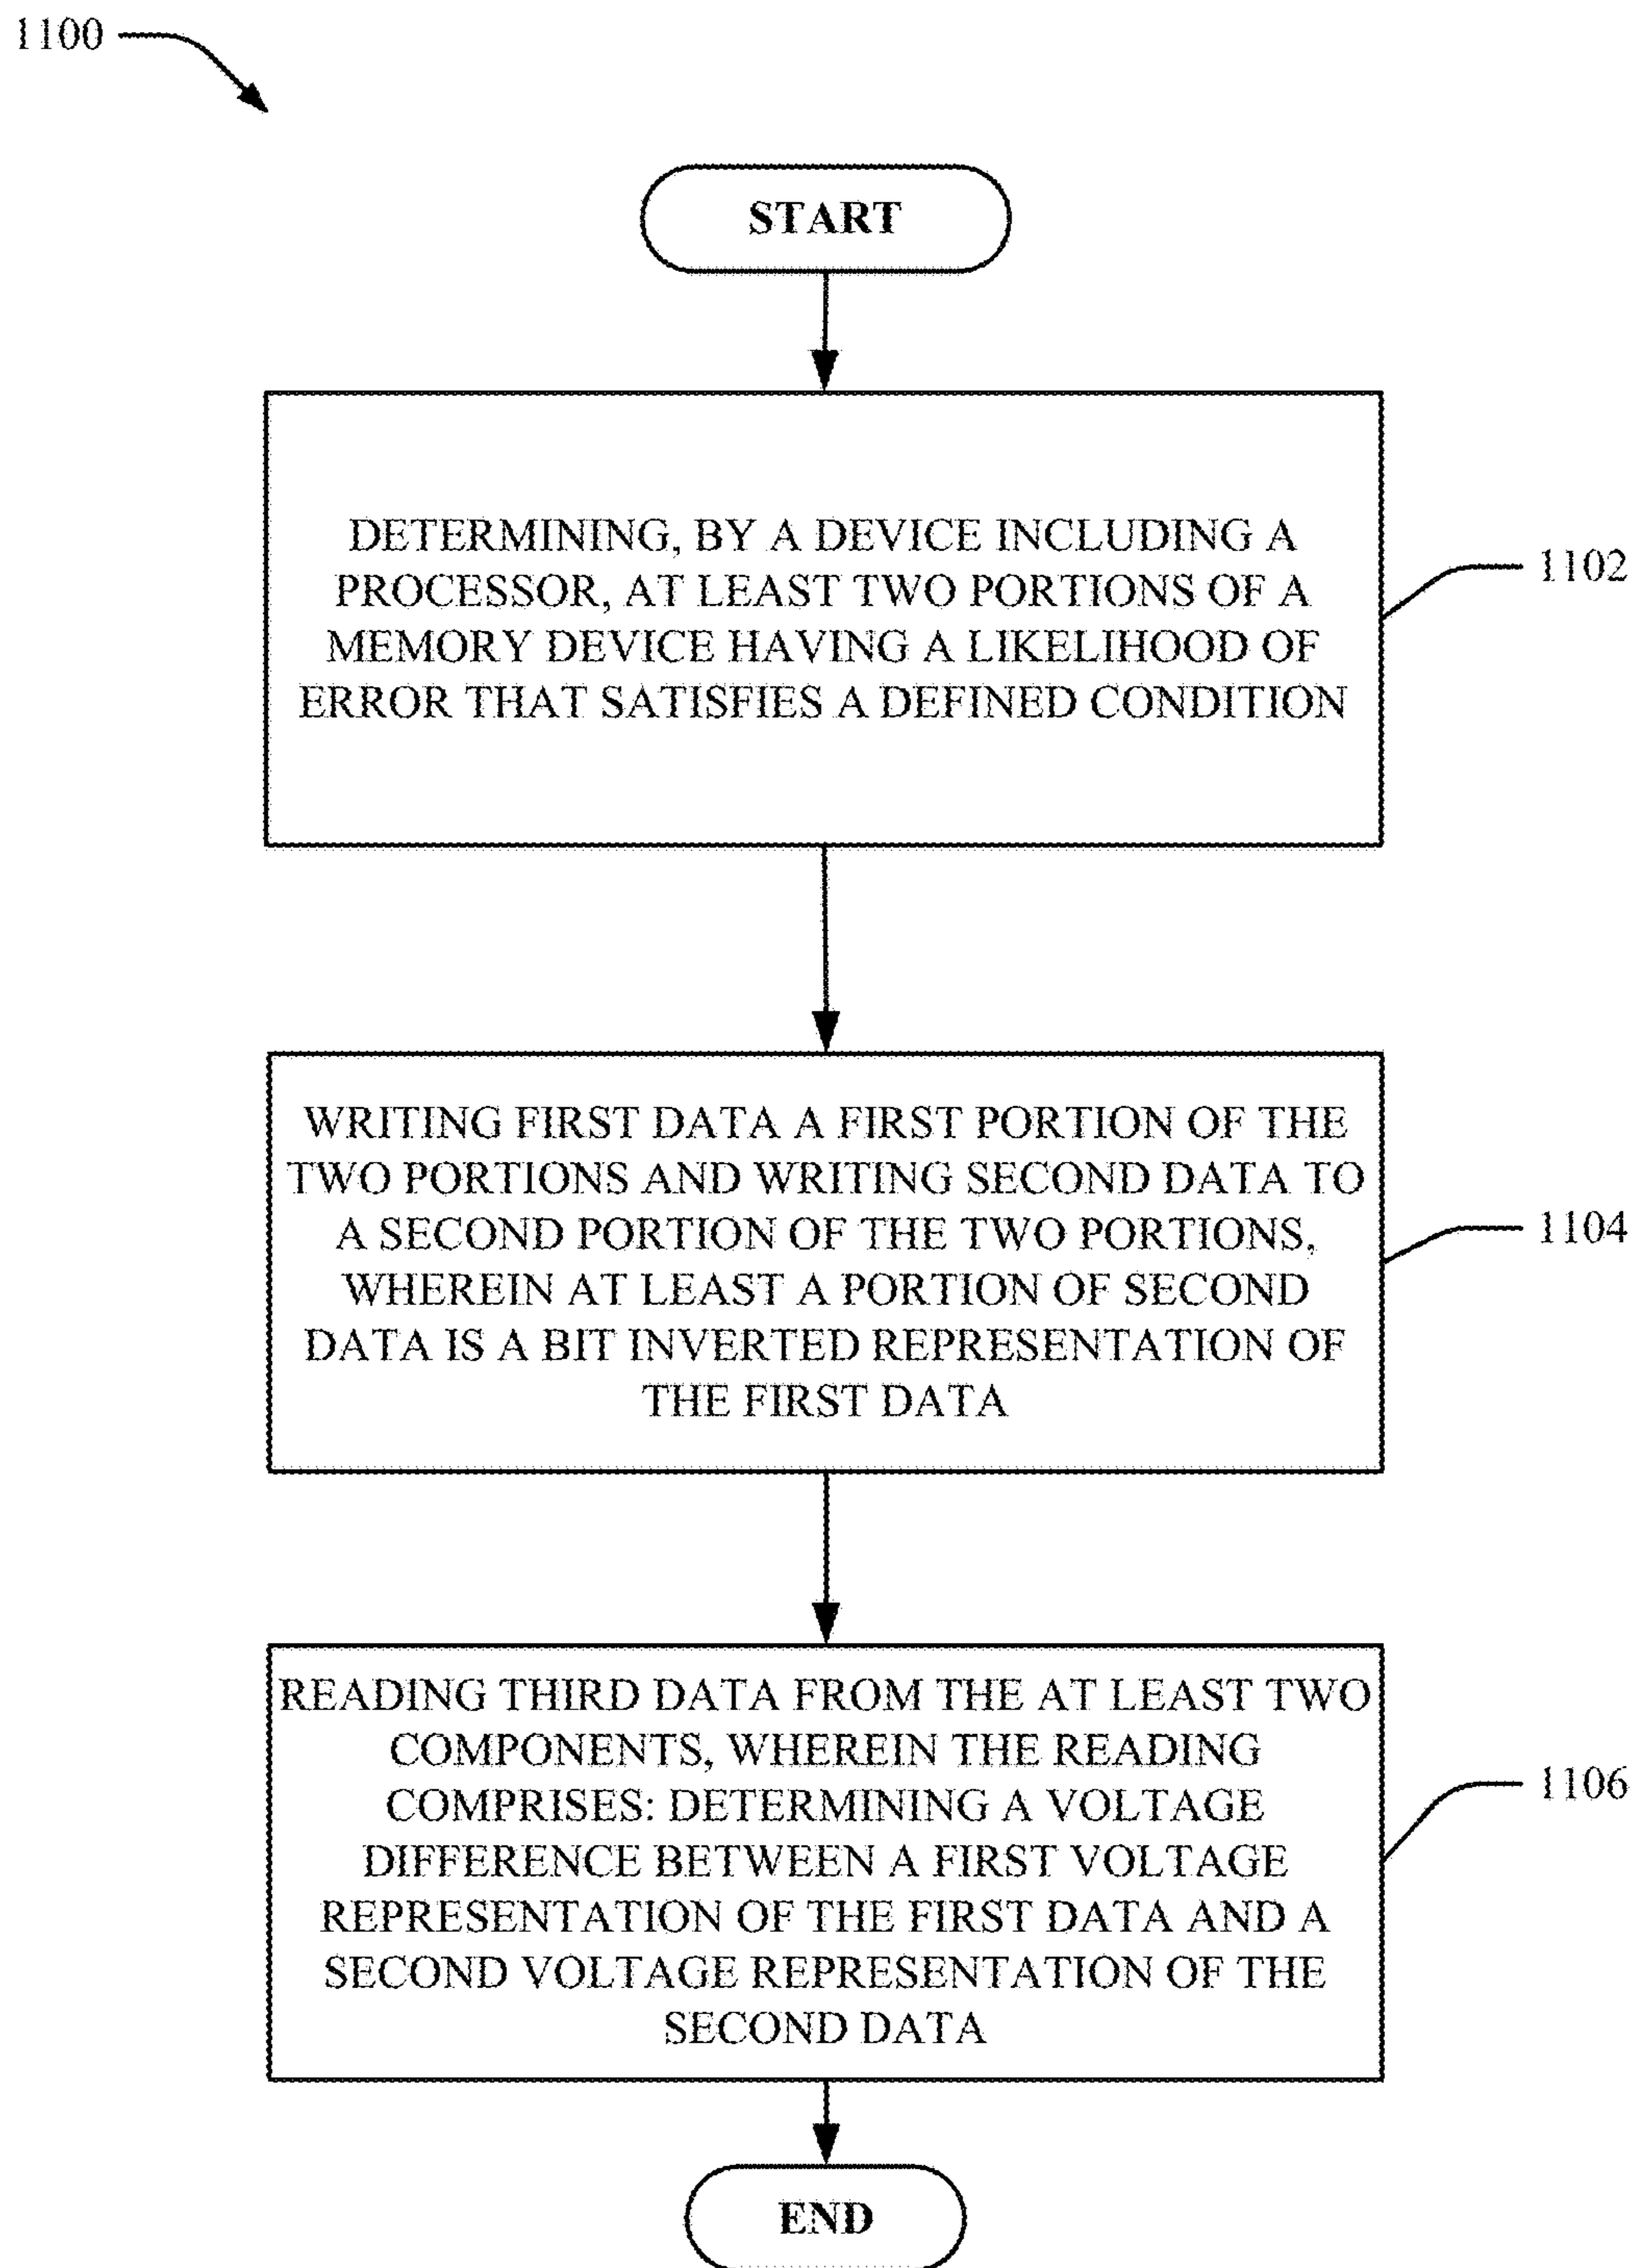 1100
START
DETERMINING, BY A DEVICE INCLUDING A
PROCESSOR, AT LEAST TWO PORTIONS OF A
MEMORY DEVICE HAVING A LIKELIHOOD OF
ERROR THAT SATISFIES A DEFINED CONDITION
1102
WRITING FIRST DATA A FIRST PORTION OF THE
TWO PORTIONS AND WRITING SECOND DATA TO
A SECOND PORTION OF THE TWO PORTIONS,
WHEREIN AT LEAST A PORTION OF SECOND
DATA IS A BIT INVERTED REPRESENTATION OF
THE FIRST DATA
1104
READING THIRD DATA FROM THE AT LEAST TWO
COMPONENTS, WHEREIN THE READING
COMPRISES: DETERMINING A VOLTAGE
DIFFERENCE BETWEEN A FIRST VOLTAGE
REPRESENTATION OF THE FIRST DATA AND A
SECOND VOLTAGE REPRESENTATION OF THE
SECOND DATA
1106
END